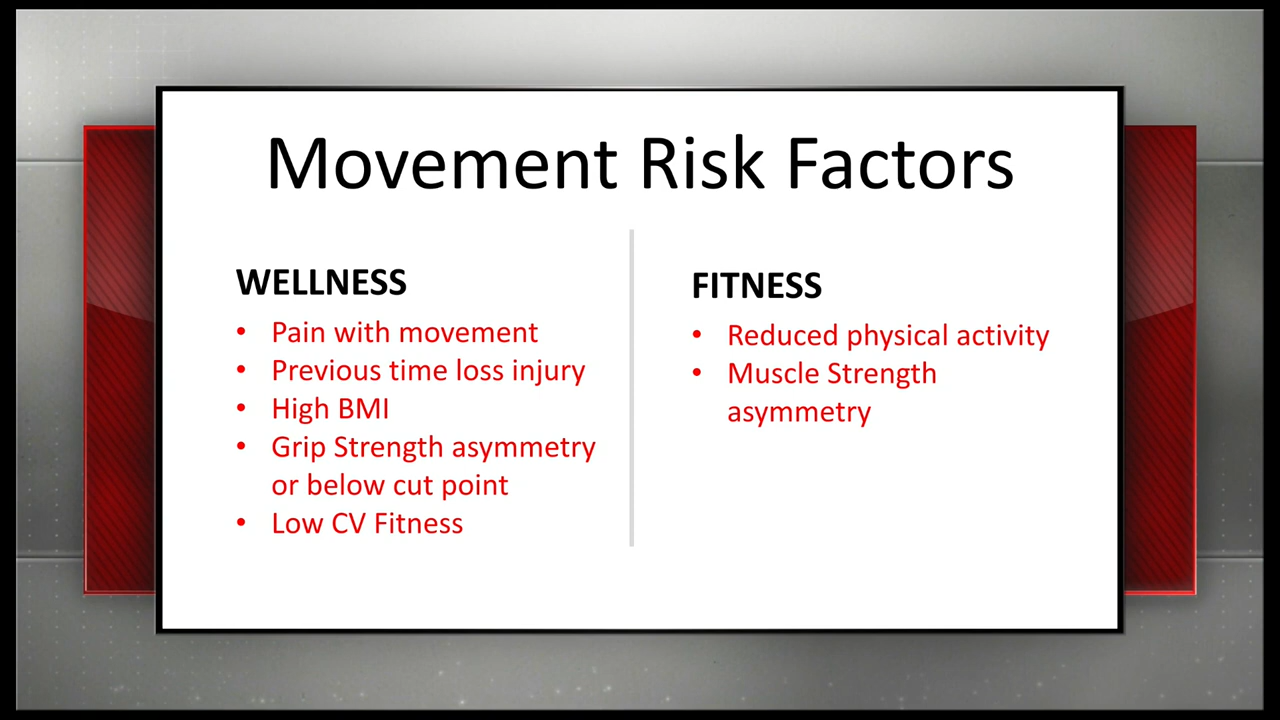 Movement Risk Factors
WELLNESS
• Pain with movement
• Previous time loss injury
• High BMI
• Grip Strength asymmetry
or below cut point
• Low CV Fitness
FITNESS
• Reduced physical activity
• Muscle Strength
asymmetry